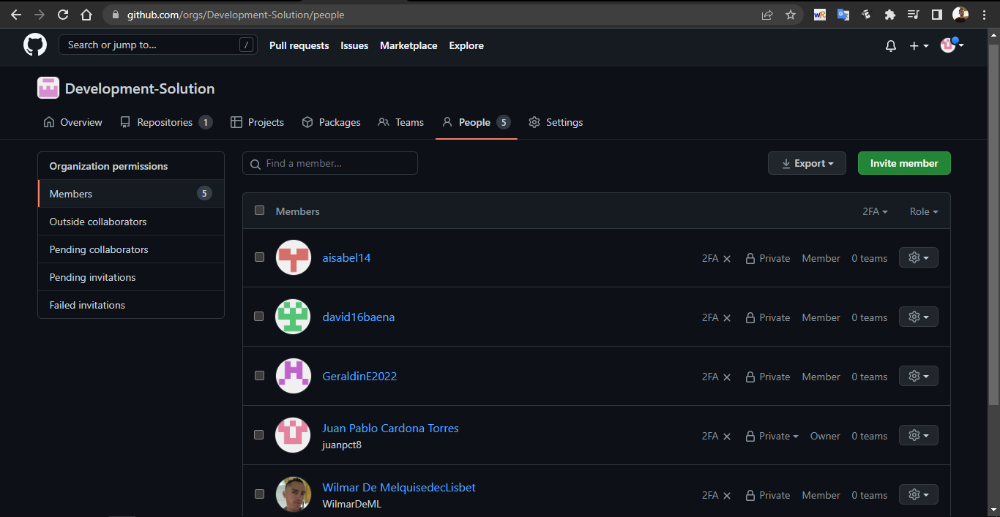 github.com/orgs/Development-Solution/people
Search or jump to... /
Pull requests Issues Marketplace Explore
Development-Solution
Overview Repositories 1 Projects Packages Teams People 5 Settings
Organization permissions
Members 5
Outside collaborators
Pending collaborators
Pending invitations
Failed invitations
Find a member...
Export
Invite member
Members 2FA Role
aisabel14 2FA Private Member 0 teams
david16baena 2FA Private Member 0 teams
GeraldinE2022 2FA Private Member 0 teams
Juan Pablo Cardona Torres
juanpct8
2FA Private Owner 0 teams
Wilmar De MelquisedecLisbet
WilmarDeML
2FA Private Member 0 teams